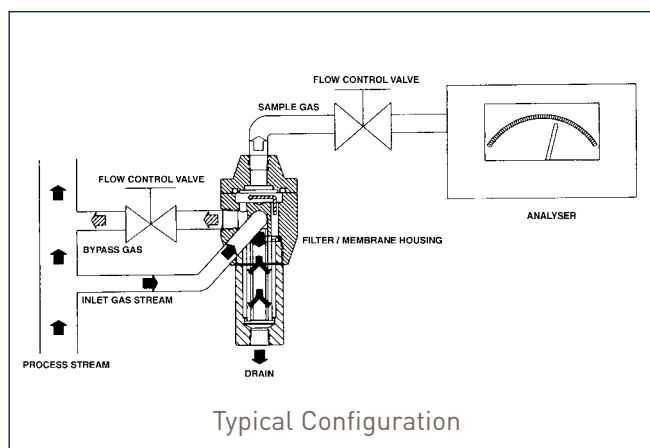 FLOW CONTROL VALVE
SAMPLE GAS
FLOW CONTROL VALVE
ANALYSER
BYPASS GAS
FILTER / MEMBRANE HOUSING
INLET GAS STREAM
PROCESS STREAM
DRAIN
Typical Configuration